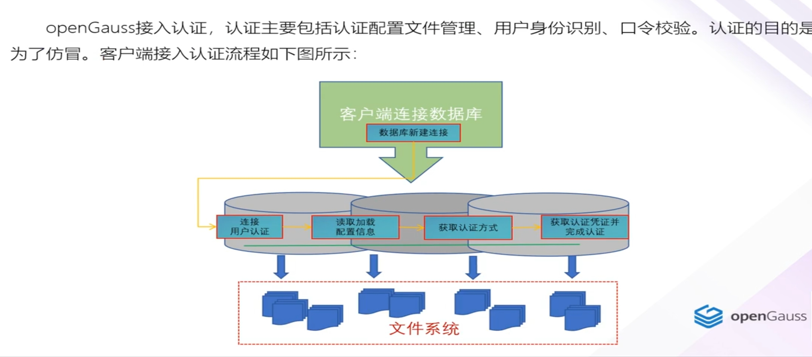 openGauss接入认证，认证主要包括认证配置文件管理、用户身份识别、口令校验。认证的目的是
为了仿冒。客户端接入认证流程如下图所示：
客户端连接数据库
数据库新建连接
连接
用户认证
读取加载
配置信息
获取认证方式
获取认证凭证并
完成认证
文件系统
openGauss